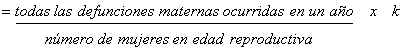 = todas las defunciones maternas ocurridas en un año x k
número de mujeres en edad reproductiva